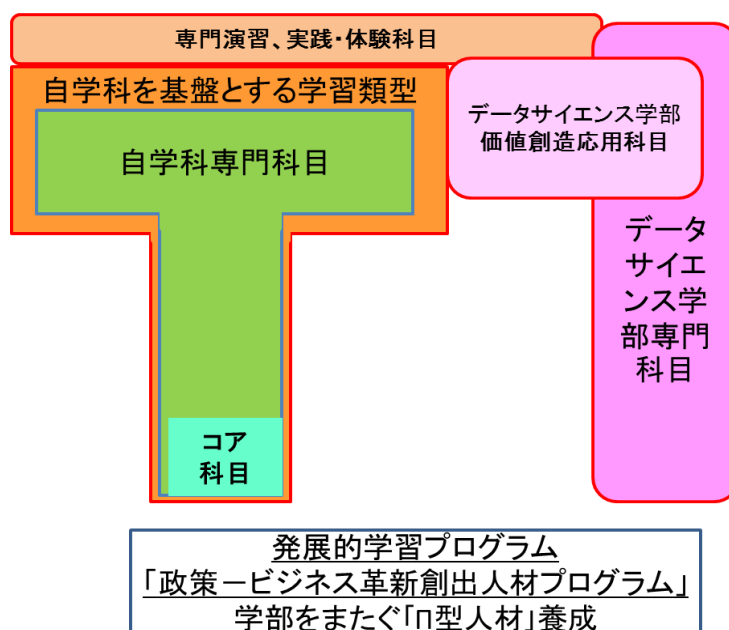 専門演習、実践・体験科目
自学科を基盤とする学習類型
自学科専門科目
データサイエンス学部
価値創造応用科目
データ
サイエ
ンス学
部専門
科目
コア
科目
発展的学習プログラム
「政策－ビジネス革新創出人材プログラム」
学部をまたぐ「Π型人材」養成